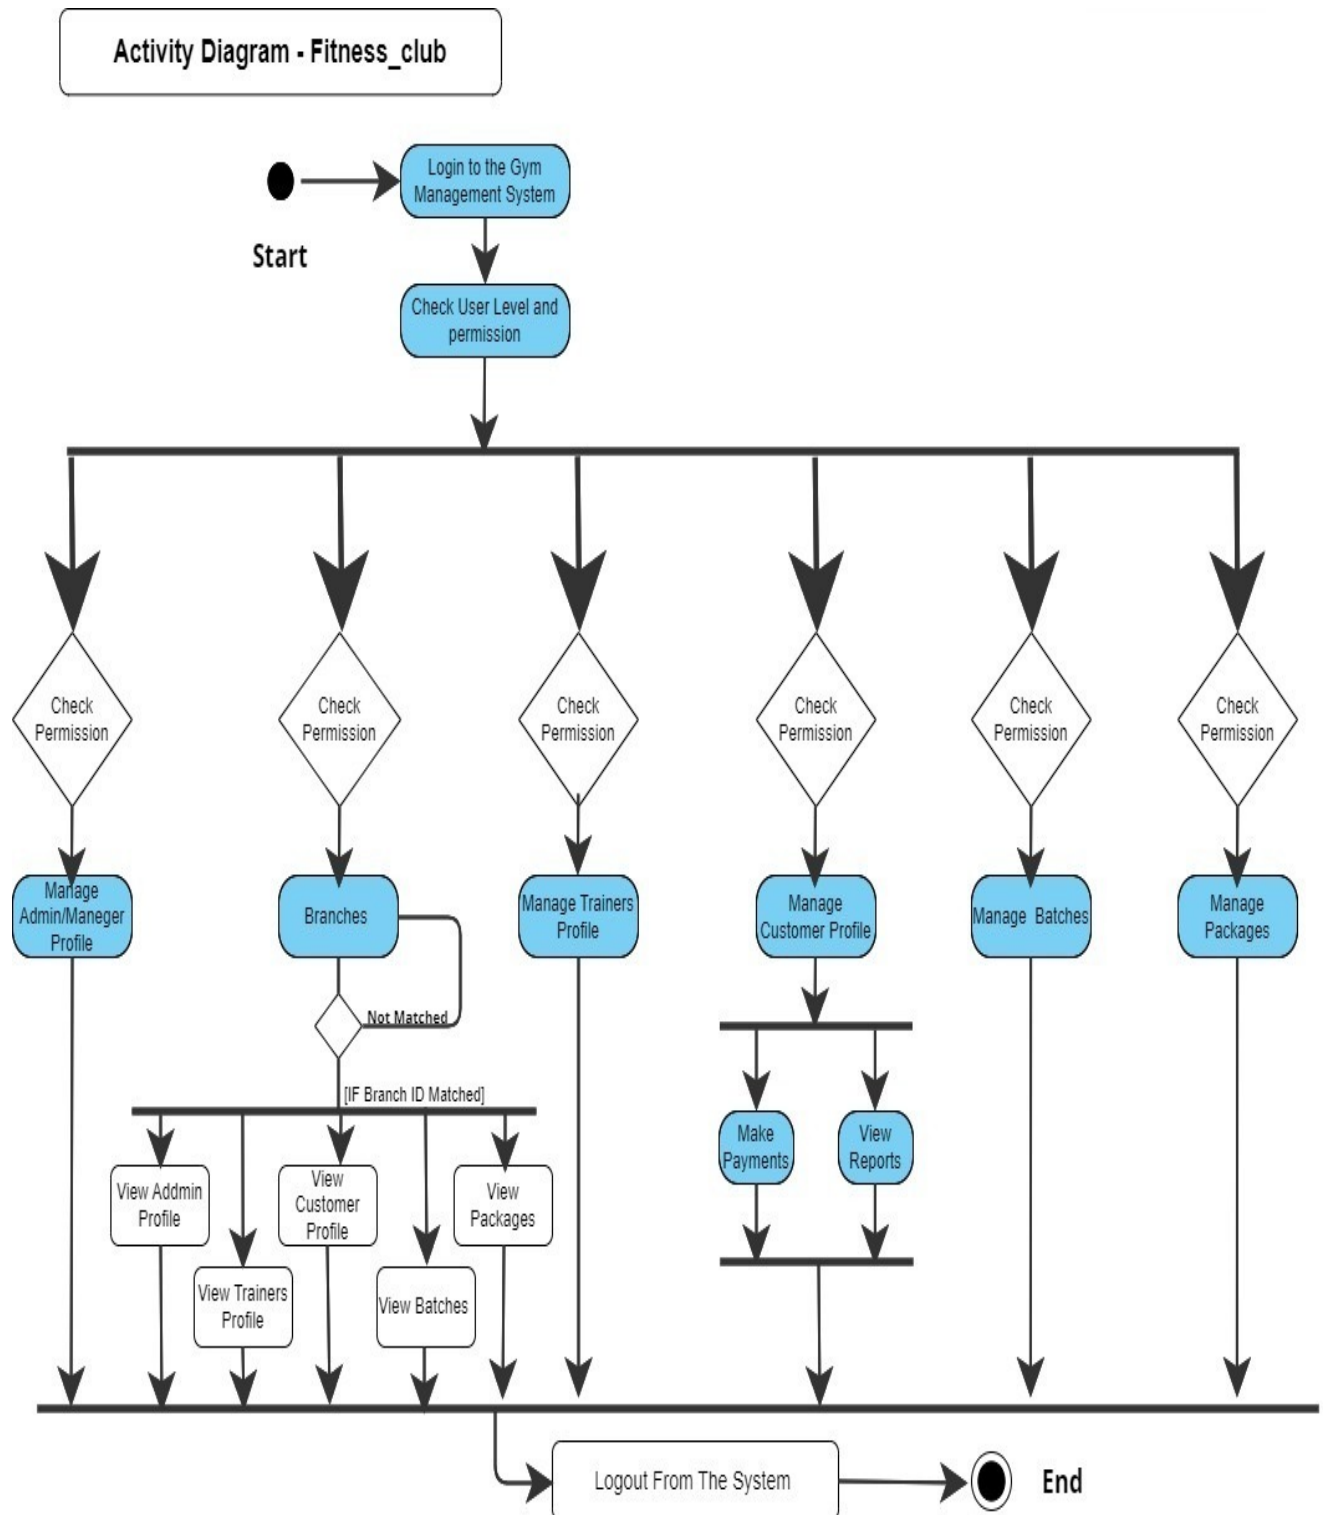 Activity Diagram - Fitness_club
Login to the Gym
Management System
Start
Check User Level and
permission
Check
Permission
Check
Permission
Check
Permission
Check
Permission
Check
Permission
Check
Permission
Manage
Admin/Maneger
Profile
Branches
Manage Trainers
Profile
Manage
Customer Profile
Manage Batches
Manage
Packages
Not Matched
[IF Branch ID Matched]
View Addmin
Profile
View
Customer
Profile
View
Packages
Make
Payments
View
Reports
View Trainers
Profile
View Batches
Logout From The System
End